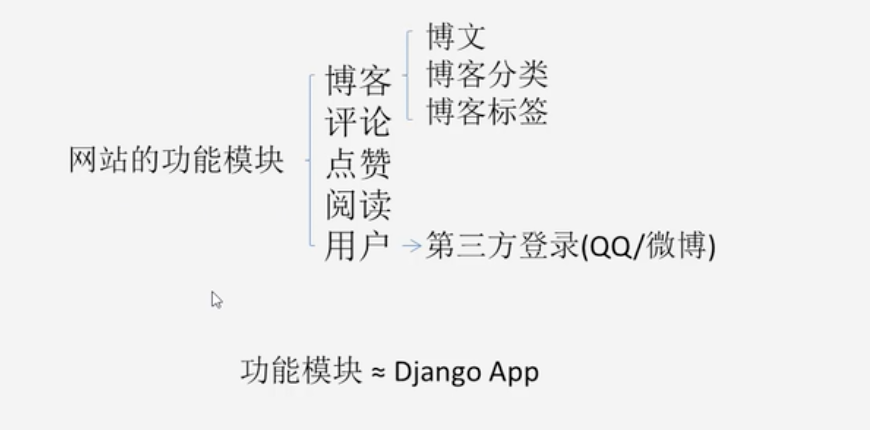 博文
博客分类
博客标签
博客
评论
网站的功能模块
点赞
阅读
用户
第三方登录(QQ/微博)
功能模块 ≈ Django App